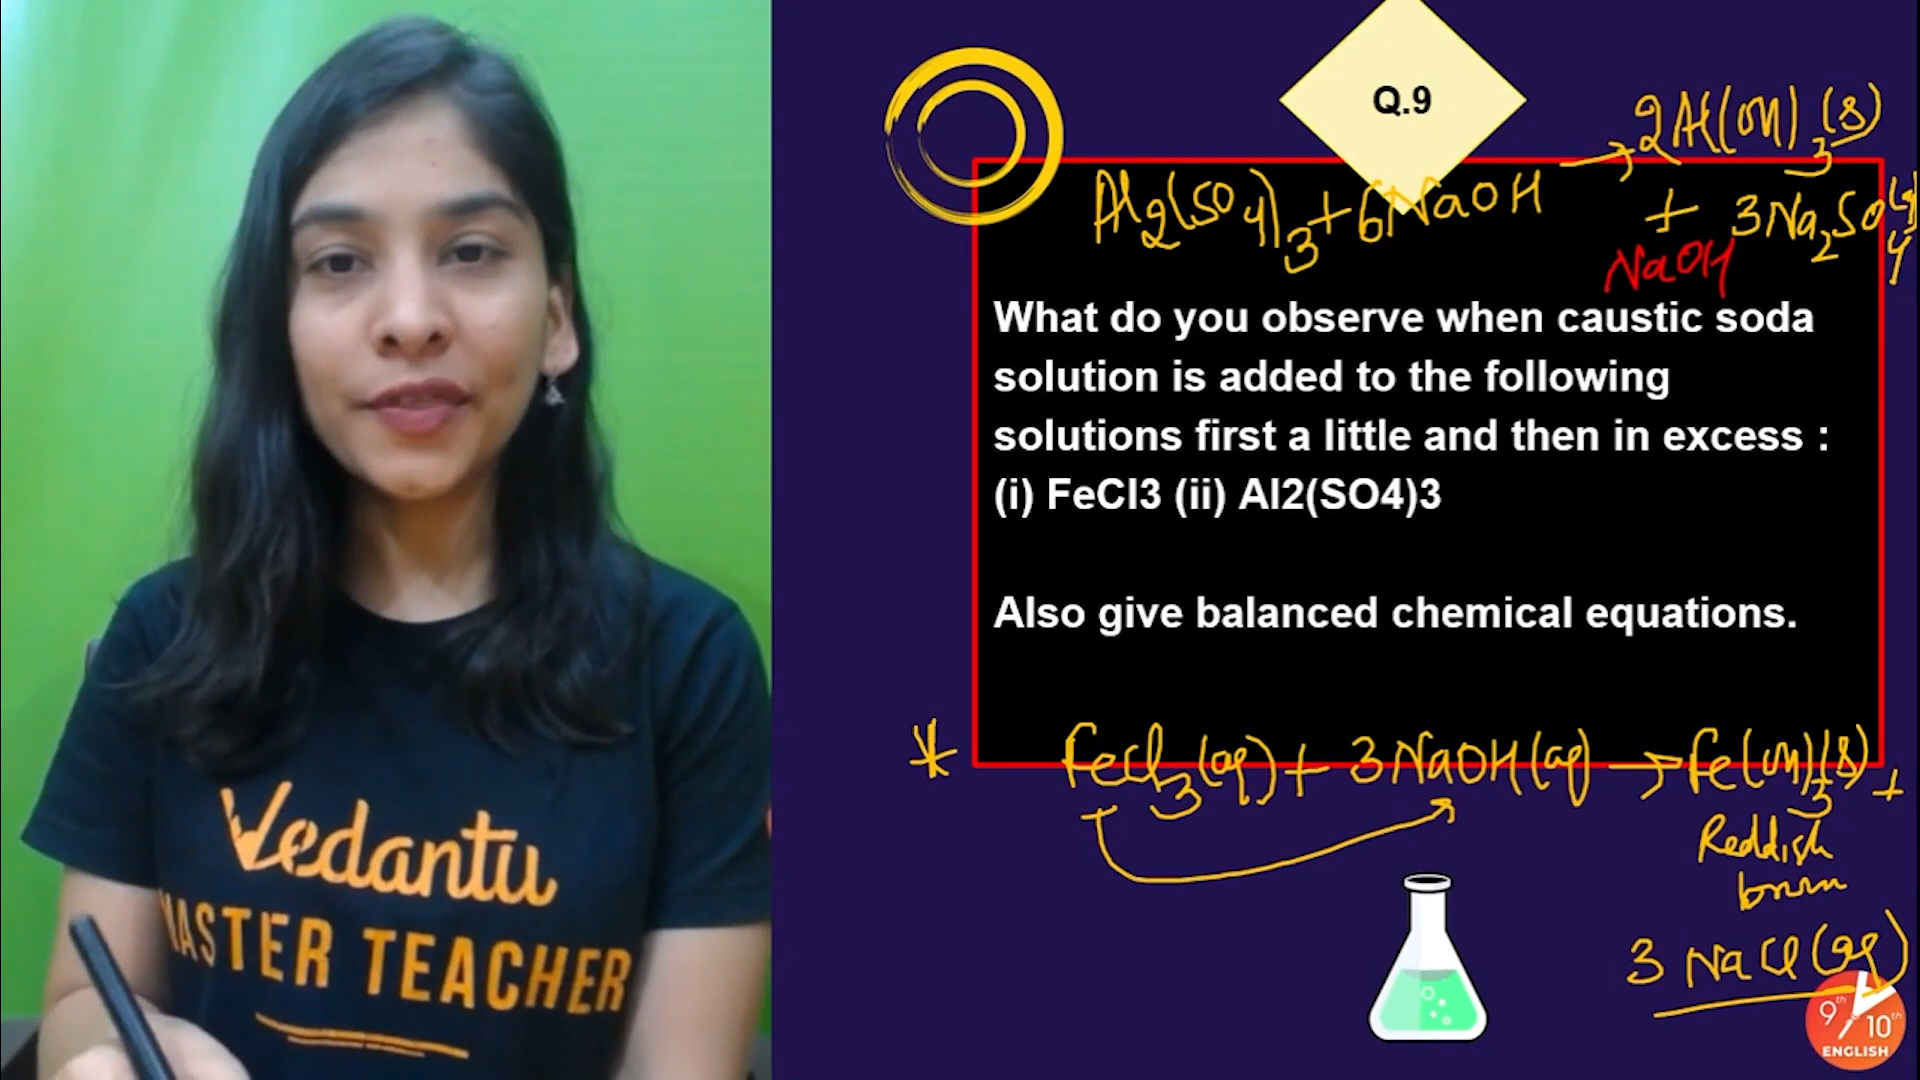 Q.9
2Al(OH)3(s)
Al2(SO4)3 + 6NaOH →
+ 3Na2SO4
NaOH
What do you observe when caustic soda
solution is added to the following
solutions first a little and then in excess :
(i) FeCl3 (ii) Al2(SO4)3
Also give balanced chemical equations.
* FeCl3(aq) + 3NaOH(aq) → Fe(OH)3(s) +
Reddish
brown
3 NaCl(aq)
Vedantu
MASTER TEACHER
9th
10th
ENGLISH